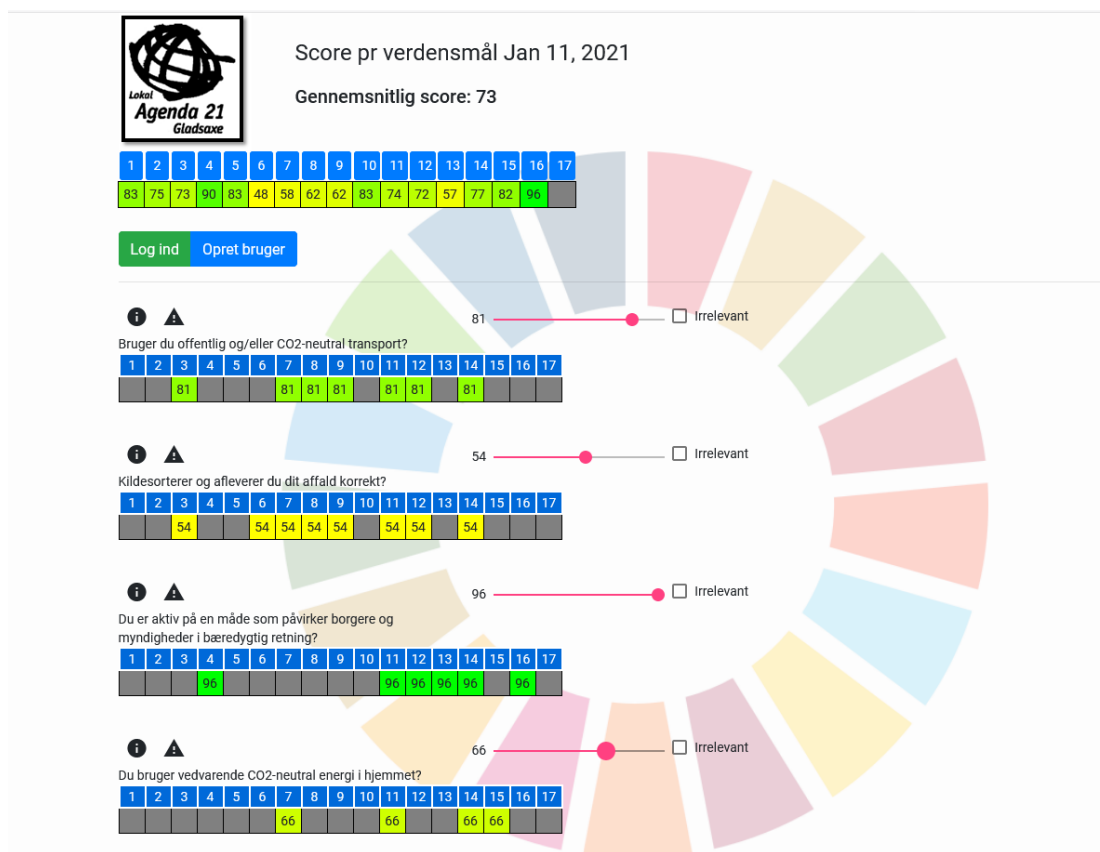 Lokal
Agenda 21
Gladsaxe
Score pr verdensmål Jan 11, 2021
Gennemsnitlig score: 73
1 2 3 4 5 6 7 8 9 10 11 12 13 14 15 16 17
83 75 73 90 83 48 58 62 62 83 74 72 57 77 82 96
Log ind Opret bruger
81 Irrelevant
Bruger du offentlig og/eller CO2-neutral transport?
1 2 3 4 5 6 7 8 9 10 11 12 13 14 15 16 17
81 81 81 81 81 81 81
54 Irrelevant
Kildesorterer og afleverer du dit affald korrekt?
1 2 3 4 5 6 7 8 9 10 11 12 13 14 15 16 17
54 54 54 54 54 54 54 54
96 Irrelevant
Du er aktiv på en måde som påvirker borgere og
myndigheder i bæredygtig retning?
1 2 3 4 5 6 7 8 9 10 11 12 13 14 15 16 17
96 96 96 96 96 96
66 Irrelevant
Du bruger vedvarende CO2-neutral energi i hjemmet?
1 2 3 4 5 6 7 8 9 10 11 12 13 14 15 16 17
66 66 66 66